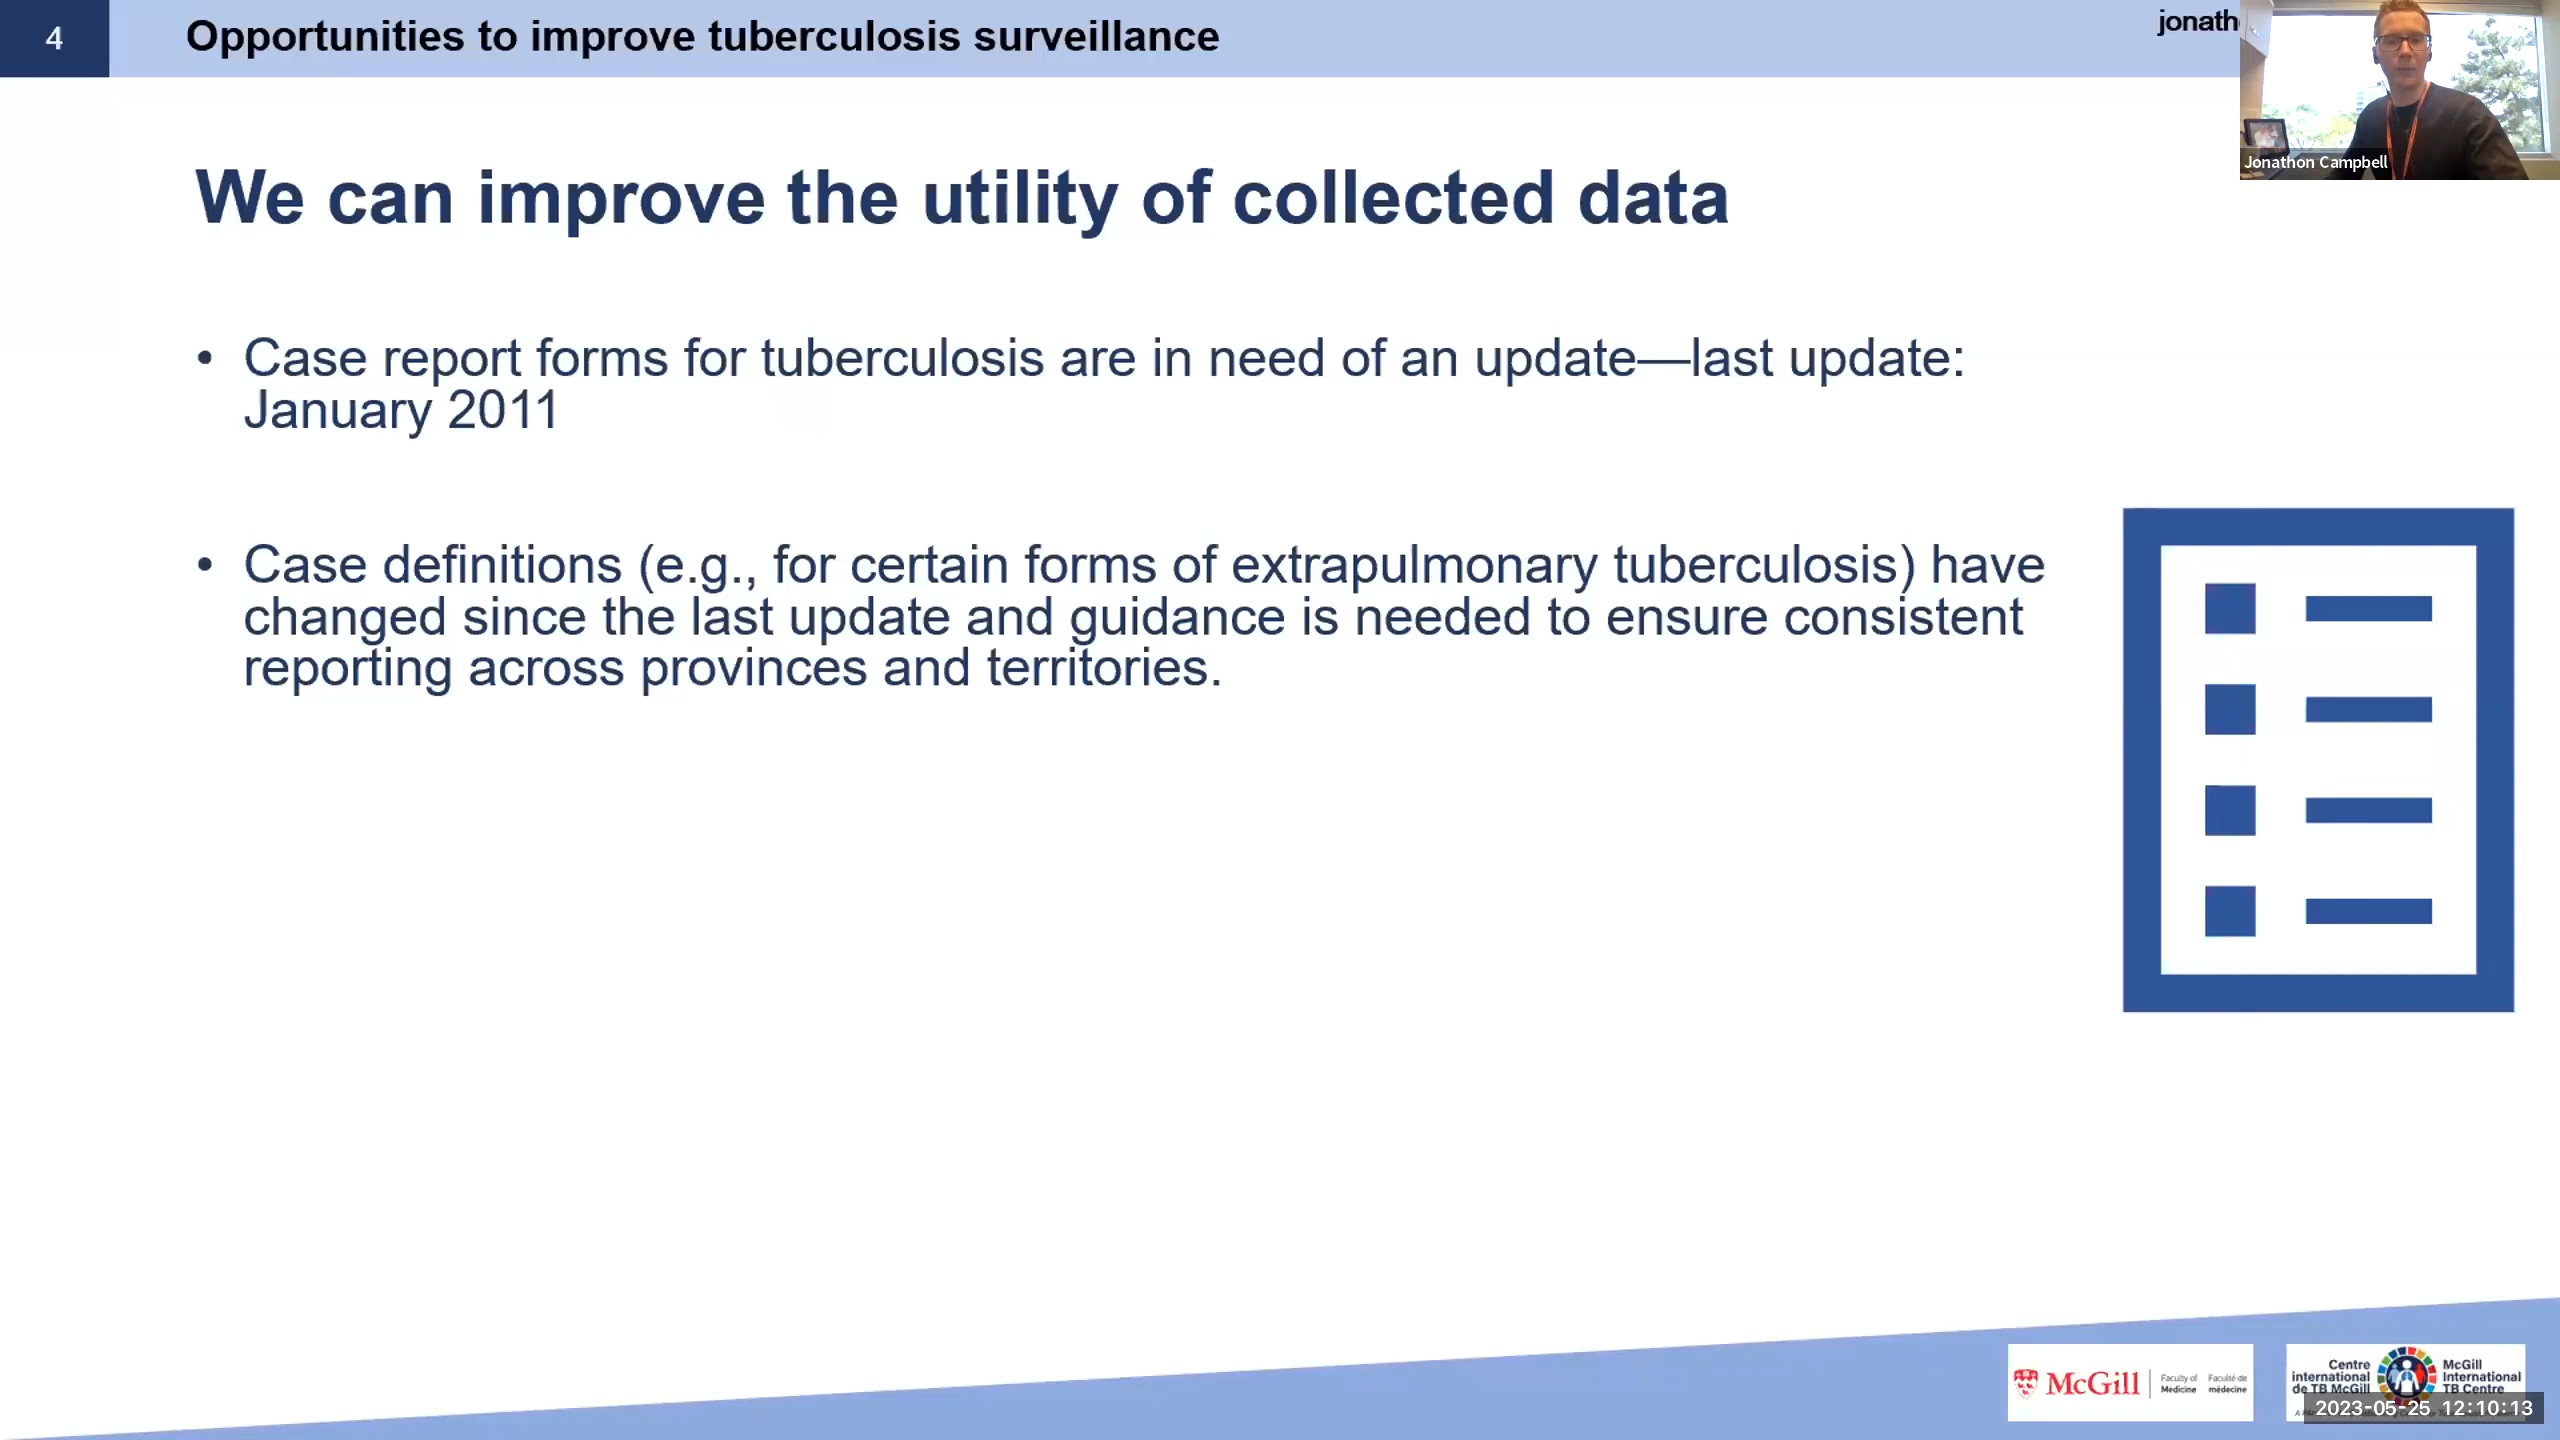 4
Opportunities to improve tuberculosis surveillance
jonath
Jonathon Campbell
We can improve the utility of collected data
• Case report forms for tuberculosis are in need of an update—last update:
January 2011
• Case definitions (e.g., for certain forms of extrapulmonary tuberculosis) have
changed since the last update and guidance is needed to ensure consistent
reporting across provinces and territories.
McGill
Faculty of
Medicine
Faculté de
médecine
Centre
international
de TB McGill
McGill
International
TB Centre
2023-05-25 12:10:13